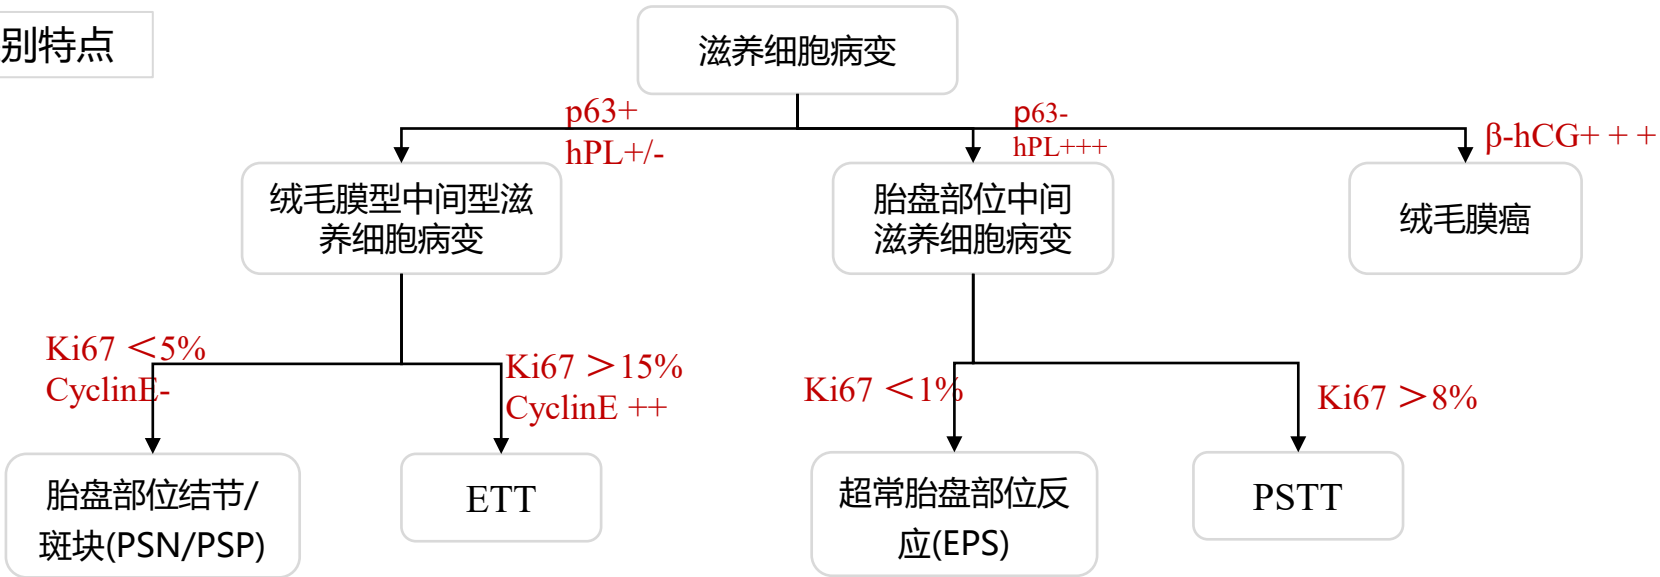 别特点
滋养细胞病变
p63+
hPL+/-
p63-
hPL+++
β-hCG+ + +
绒毛膜型中间型滋
养细胞病变
胎盘部位中间
滋养细胞病变
绒毛膜癌
Ki67 <5%
CyclinE-
Ki67 >15%
CyclinE ++
Ki67 <1%
Ki67 >8%
胎盘部位结节/
斑块(PSN/PSP)
ETT
超常胎盘部位反
应(EPS)
PSTT